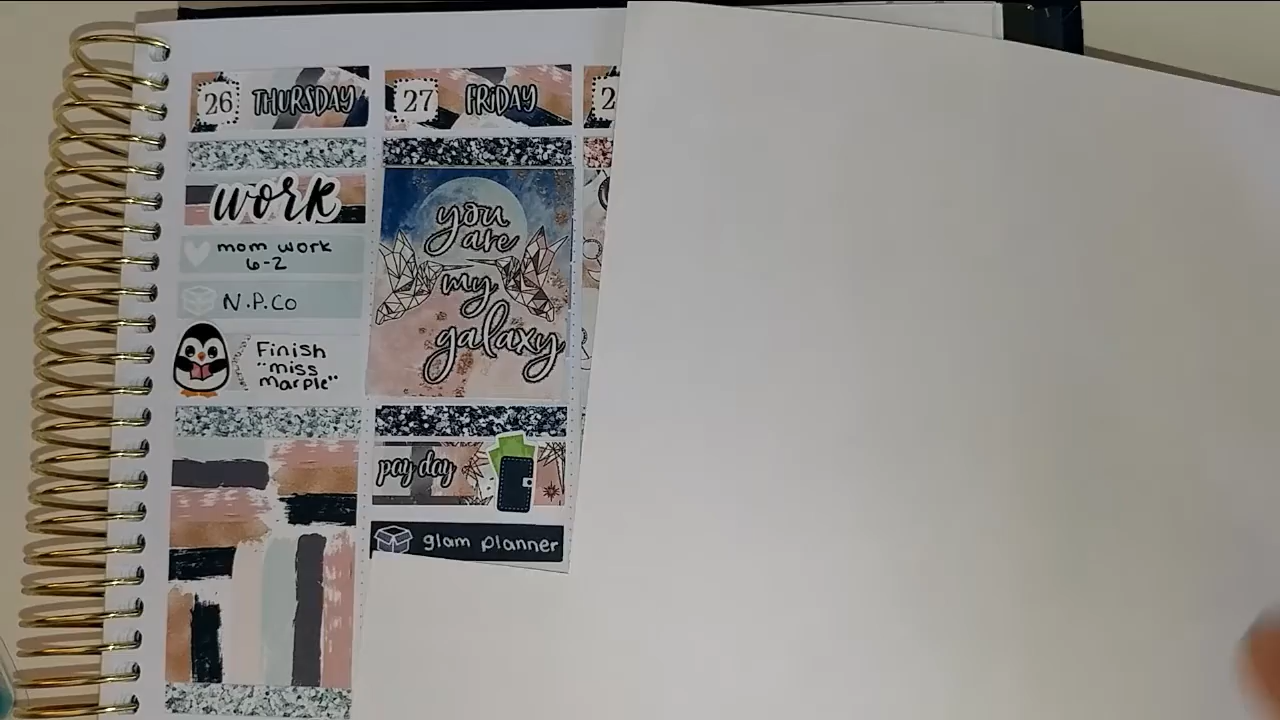 26 THURSDAY
work
mom work
6-2
N.P.Co
Finish
"miss
Marple"
27 FRIDAY
you
are
my
galaxy
pay day
glam planner
2